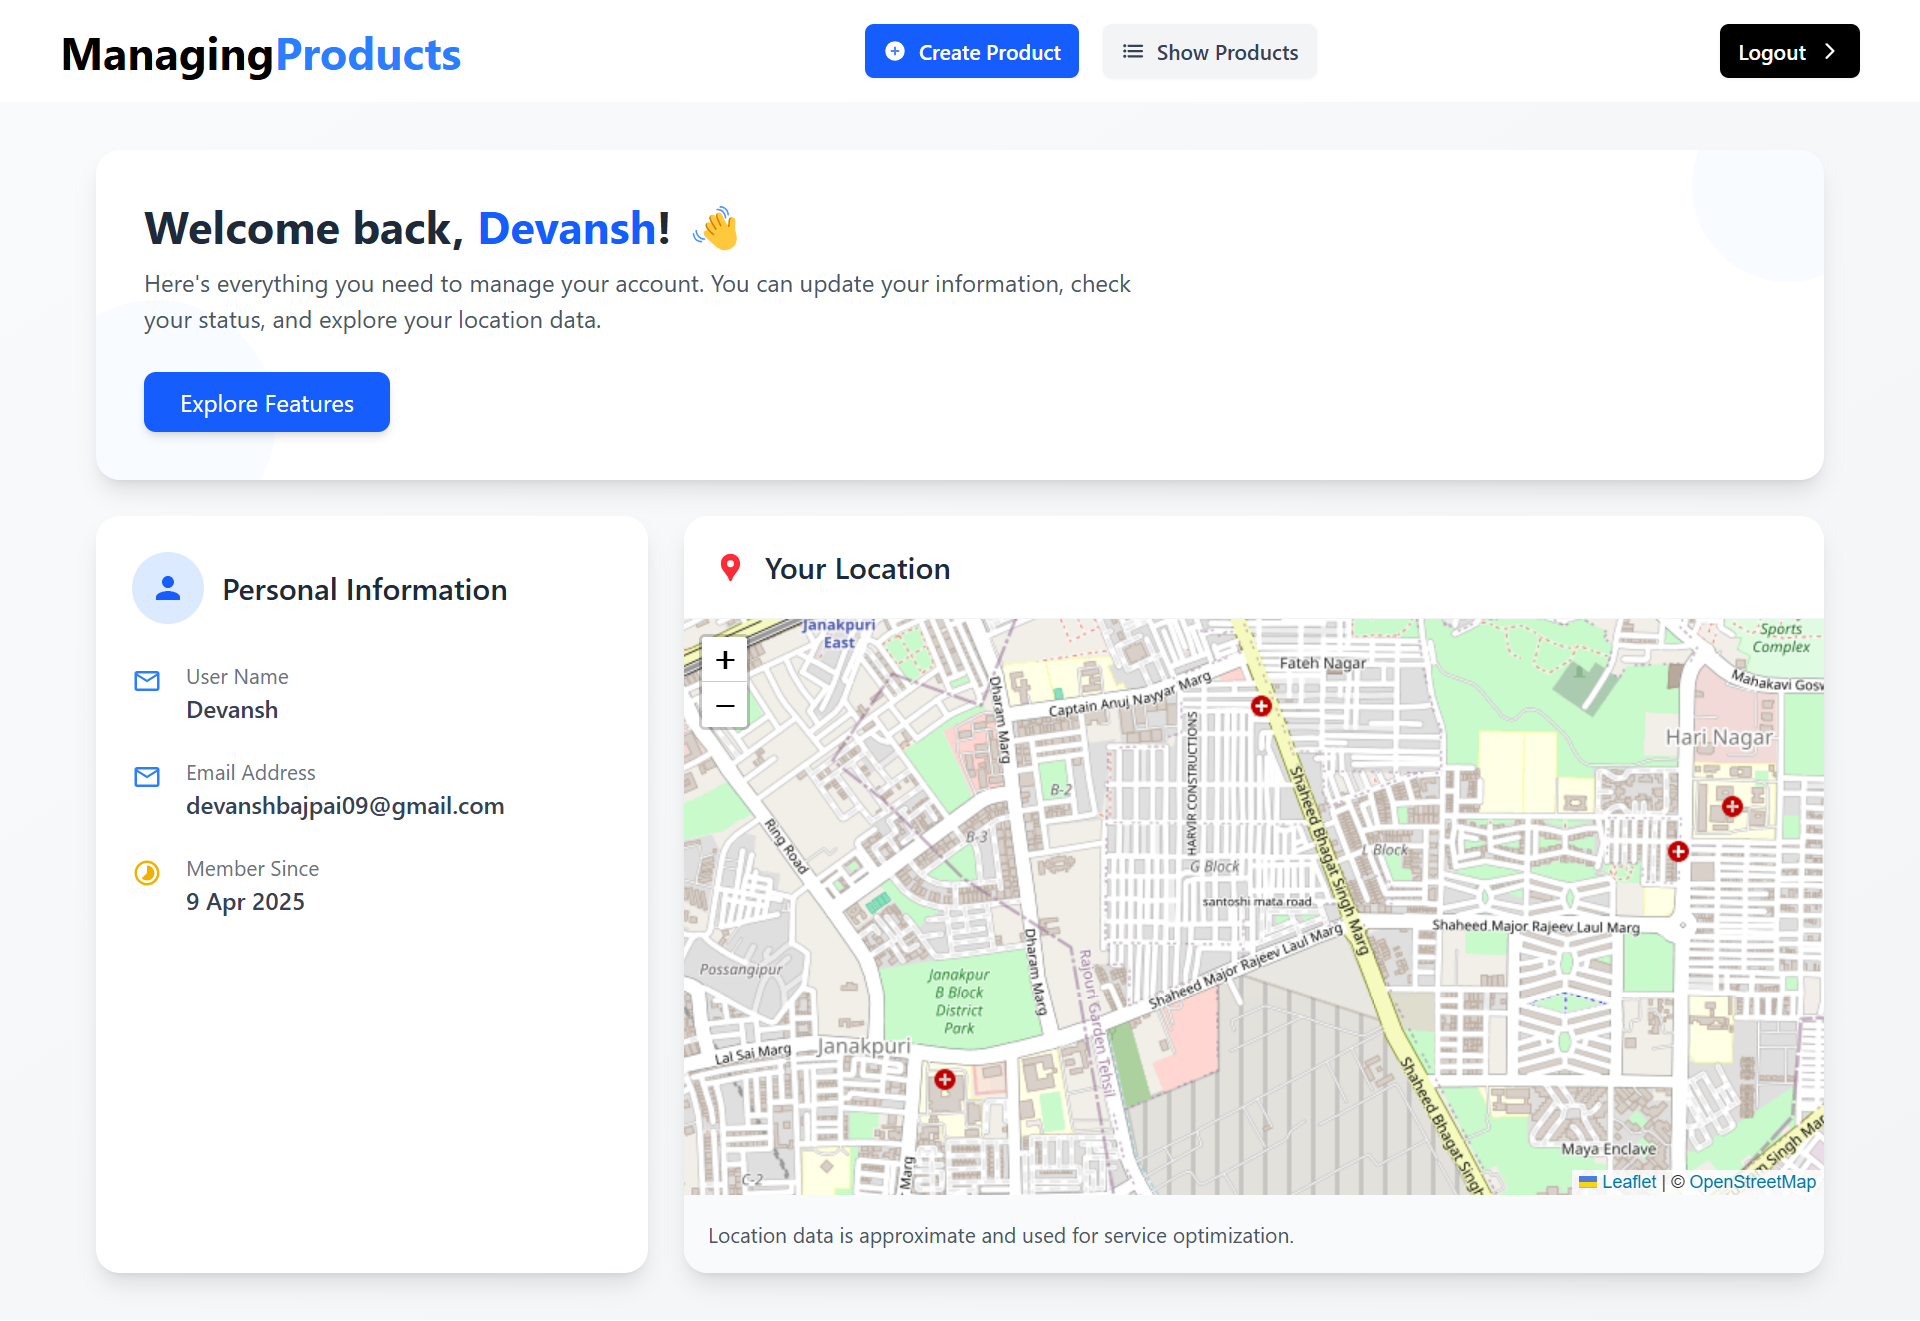 ManagingProducts
Create Product
Show Products
Logout
Welcome back, Devansh! 👋
Here's everything you need to manage your account. You can update your information, check
your status, and explore your location data.
Explore Features
Personal Information
User Name
Devansh
Email Address
devanshbajpai09@gmail.com
Member Since
9 Apr 2025
Your Location
+
−
Janakpuri
East
Dharam Marg
Captain Anuj Nayyar Marg
Fateh Nagar
Sports
Complex
Mahakavi Gosw
Hari Nagar
HARVIR CONSTRUCTIONS
Shaheed Bhagat Singh Marg
B-2
B-3
Ring Road
G Block
L Block
santoshi mata road
Shaheed Major Rajeev Laul Marg
Shaheed Major Rajeev Laul Marg
Dharam Marg
Rajouri Garden Tehsil
Possangipur
Janakpur
B Block
District
Park
Lal Sai Marg
Janakpuri
Shaheed Bhagat Singh
Maya Enclave
Singh Mar
C-2
Marg
Leaflet | © OpenStreetMap
Location data is approximate and used for service optimization.